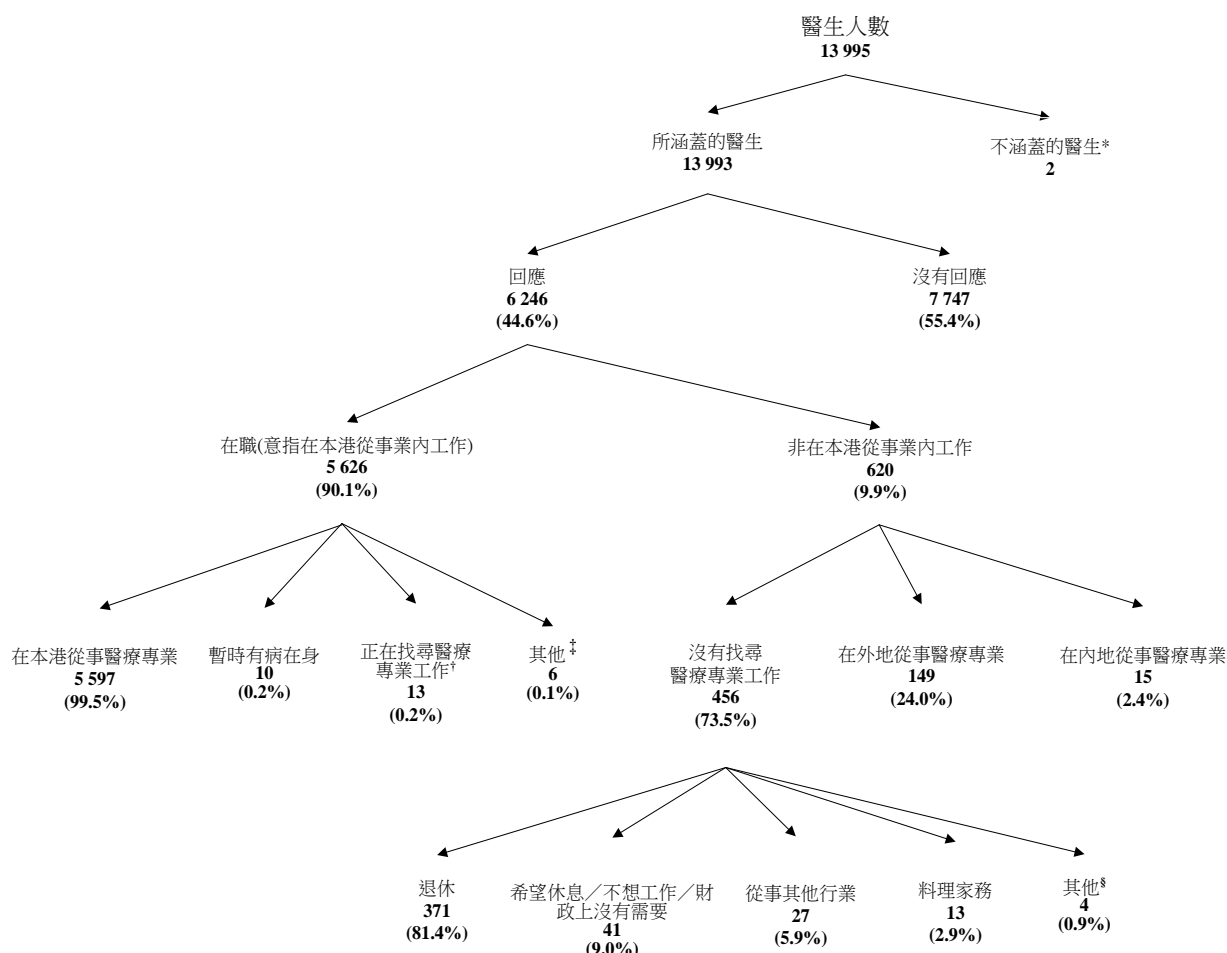 醫生人數
13 995
所涵蓋的醫生
13 993
不涵蓋的醫生*
2
回應
6 246
(44.6%)
沒有回應
7 747
(55.4%)
在職(意指在本港從事業內工作)
5 626
(90.1%)
非在本港從事業內工作
620
(9.9%)
在本港從事醫療專業
5 597
(99.5%)
暫時有病在身
10
(0.2%)
正在找尋醫療
專業工作†
13
(0.2%)
其他‡
6
(0.1%)
沒有找尋
醫療專業工作
456
(73.5%)
在外地從事醫療專業
149
(24.0%)
在內地從事醫療專業
15
(2.4%)
退休
371
(81.4%)
希望休息／不想工作／財
政上沒有需要
41
(9.0%)
從事其他行業
27
(5.9%)
料理家務
13
(2.9%)
其他§
4
(0.9%)